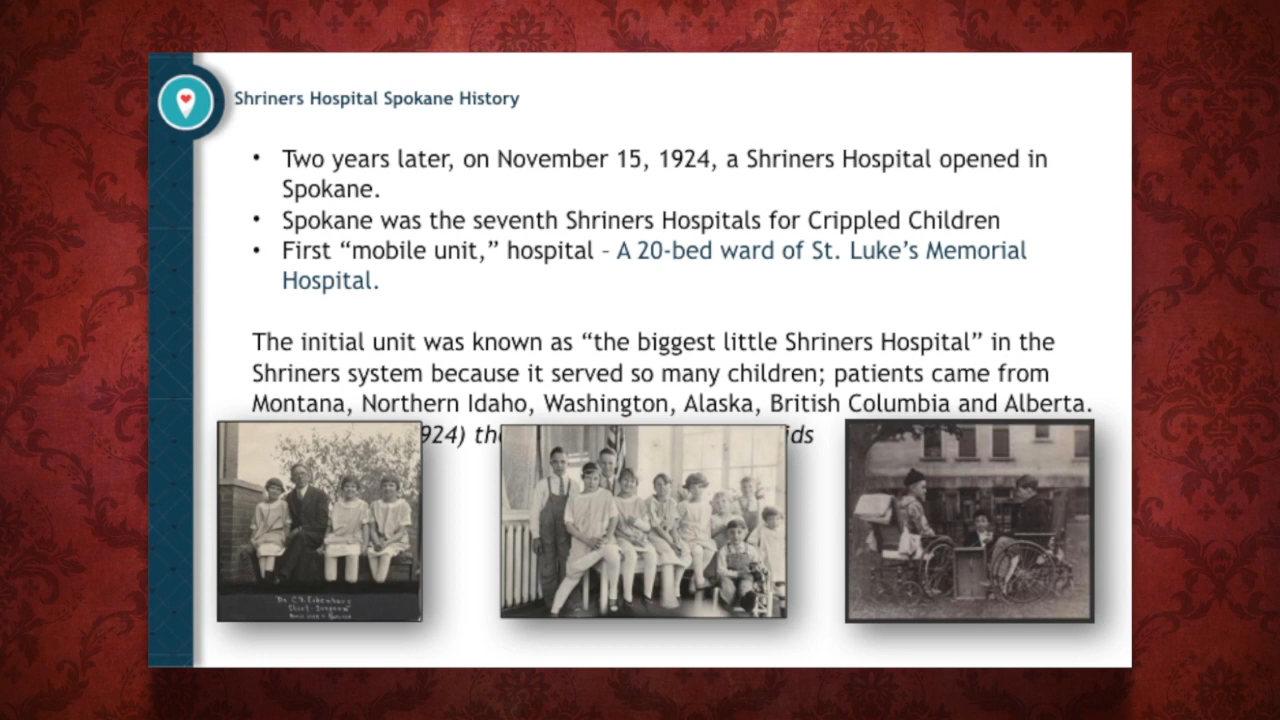 Shriners Hospital Spokane History
• Two years later, on November 15, 1924, a Shriners Hospital opened in
Spokane.
• Spokane was the seventh Shriners Hospitals for Crippled Children
• First “mobile unit,” hospital – A 20-bed ward of St. Luke’s Memorial
Hospital.
The initial unit was known as “the biggest little Shriners Hospital” in the
Shriners system because it served so many children; patients came from
Montana, Northern Idaho, Washington, Alaska, British Columbia and Alberta.
924)